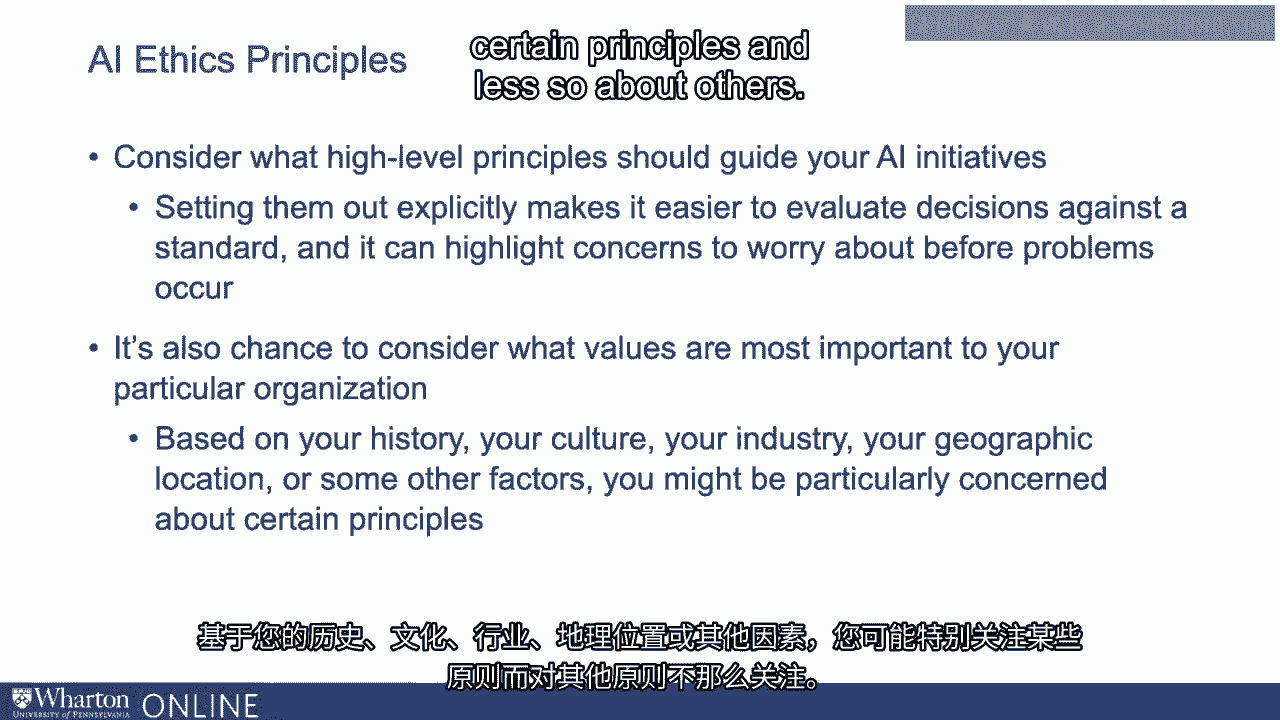 AI Ethics Principles
certain principles and
less so about others.
• Consider what high-level principles should guide your AI initiatives
• Setting them out explicitly makes it easier to evaluate decisions against a
standard, and it can highlight concerns to worry about before problems
occur
• It's also chance to consider what values are most important to your
particular organization
• Based on your history, your culture, your industry, your geographic
location, or some other factors, you might be particularly concerned
about certain principles
基于您的历史、文化、行业、地理位置或其他因素，您可能特别关注某些
原则而对其他原则不那么关注。
Wharton
UNIVERSITY of PENNSYLVANIA
ONLINE